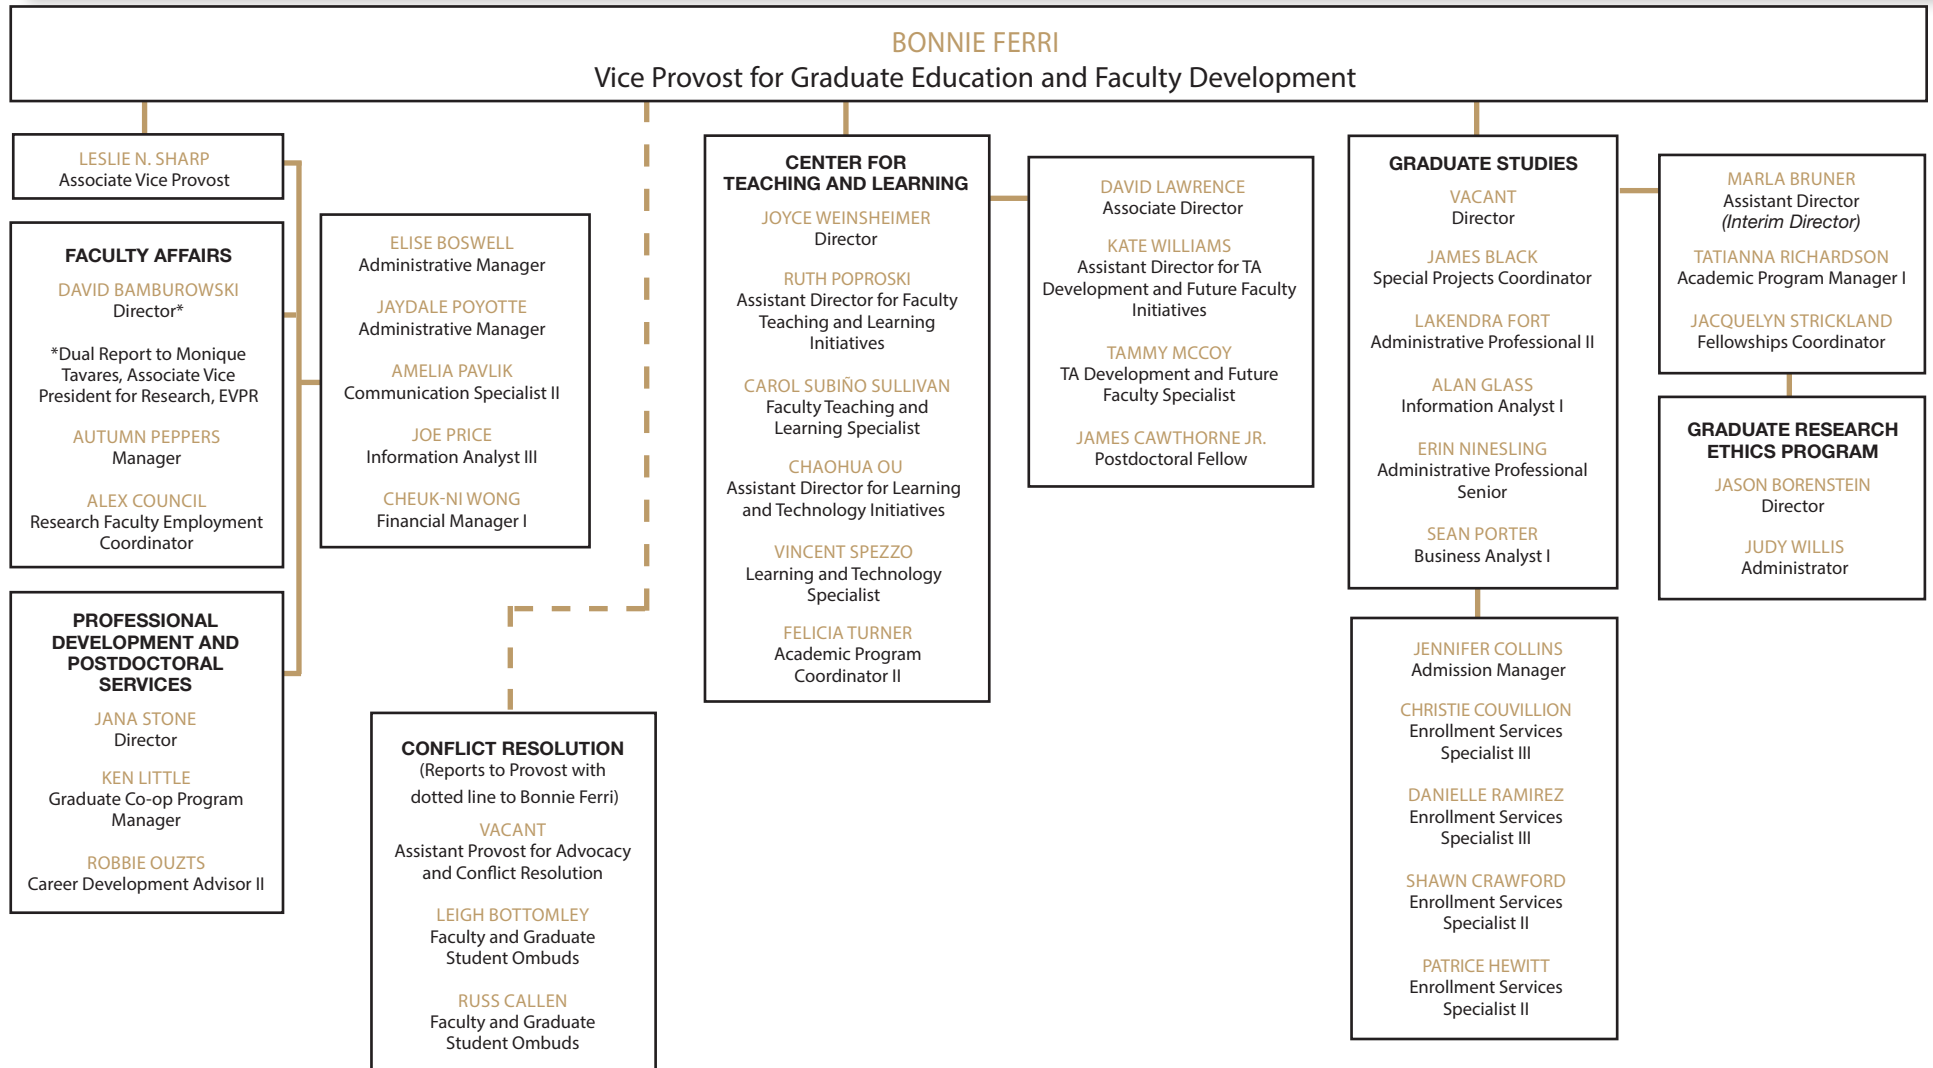 BONNIE FERRI
Vice Provost for Graduate Education and Faculty Development
LESLIE N. SHARP
Associate Vice Provost
FACULTY AFFAIRS
DAVID BAMBUROWSKI
Director*
*Dual Report to Monique
Tavares, Associate Vice
President for Research, EVPR
AUTUMN PEPPERS
Manager
ALEX COUNCIL
Research Faculty Employment
Coordinator
PROFESSIONAL
DEVELOPMENT AND
POSTDOCTORAL
SERVICES
JANA STONE
Director
KEN LITTLE
Graduate Co-op Program
Manager
ROBBIE OUZTS
Career Development Advisor II
ELISE BOSWELL
Administrative Manager
JAYDALE POYOTTE
Administrative Manager
AMELIA PAVLIK
Communication Specialist II
JOE PRICE
Information Analyst III
CHEUK-NI WONG
Financial Manager I
CONFLICT RESOLUTION
(Reports to Provost with
dotted line to Bonnie Ferri)
VACANT
Assistant Provost for Advocacy
and Conflict Resolution
LEIGH BOTTOMLEY
Faculty and Graduate
Student Ombuds
RUSS CALLEN
Faculty and Graduate
Student Ombuds
CENTER FOR
TEACHING AND LEARNING
JOYCE WEINSHEIMER
Director
RUTH POPROSKI
Assistant Director for Faculty
Teaching and Learning
Initiatives
CAROL SUBIÑO SULLIVAN
Faculty Teaching and
Learning Specialist
CHAOHUA OU
Assistant Director for Learning
and Technology Initiatives
VINCENT SPEZZO
Learning and Technology
Specialist
FELICIA TURNER
Academic Program
Coordinator II
DAVID LAWRENCE
Associate Director
KATE WILLIAMS
Assistant Director for TA
Development and Future Faculty
Initiatives
TAMMY MCCOY
TA Development and Future
Faculty Specialist
JAMES CAWTHORNE JR.
Postdoctoral Fellow
GRADUATE STUDIES
VACANT
Director
JAMES BLACK
Special Projects Coordinator
LAKENDRA FORT
Administrative Professional II
ALAN GLASS
Information Analyst I
ERIN NINESLING
Administrative Professional
Senior
SEAN PORTER
Business Analyst I
JENNIFER COLLINS
Admission Manager
CHRISTIE COUVILLION
Enrollment Services
Specialist III
DANIELLE RAMIREZ
Enrollment Services
Specialist III
SHAWN CRAWFORD
Enrollment Services
Specialist II
PATRICE HEWITT
Enrollment Services
Specialist II
MARLA BRUNER
Assistant Director
(Interim Director)
TATIANNA RICHARDSON
Academic Program Manager I
JACQUELYN STRICKLAND
Fellowships Coordinator
GRADUATE RESEARCH
ETHICS PROGRAM
JASON BORENSTEIN
Director
JUDY WILLIS
Administrator